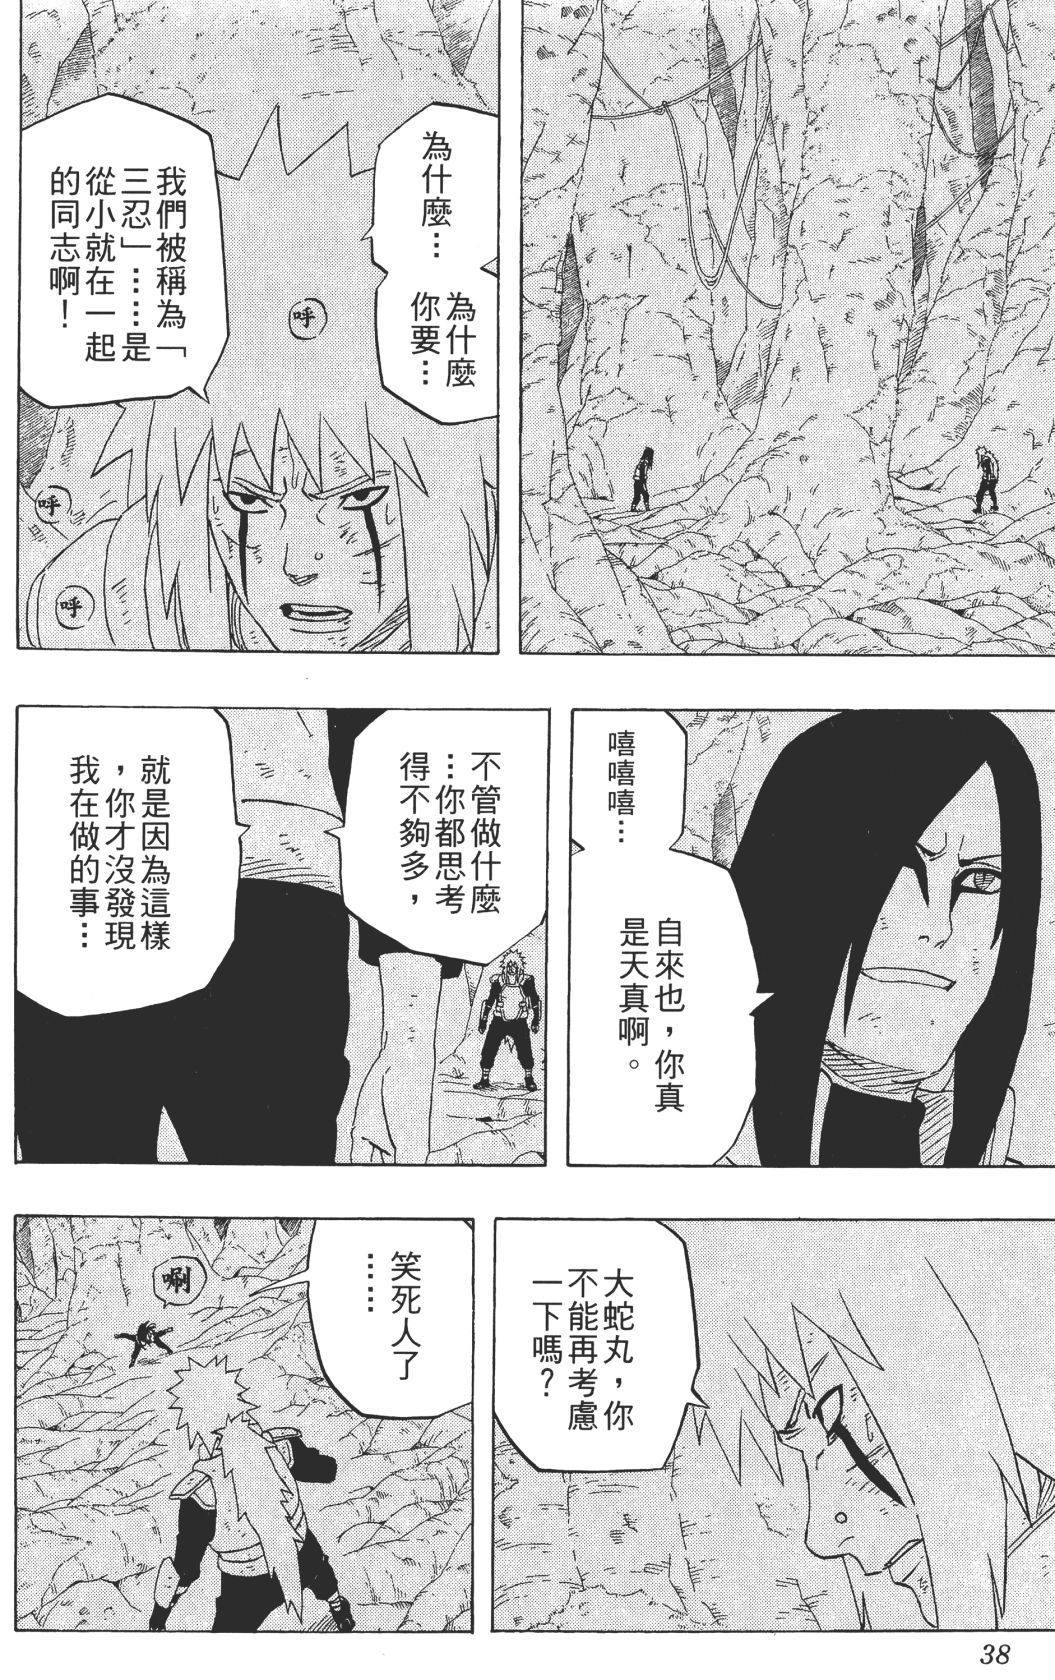 為什麼…
為什麼
你要…
呼
我們被稱為「
三忍」……是
從小就在一起
的同志啊！
呼
呼
嘻嘻嘻…
自來也，你真
是天真啊。
不管做什麼
…你都思考
得不夠多，
就是因為這樣
，你才沒發現
我在做的事…
大蛇丸，你
不能再考慮
一下嗎？
笑死人了
……
唰
38